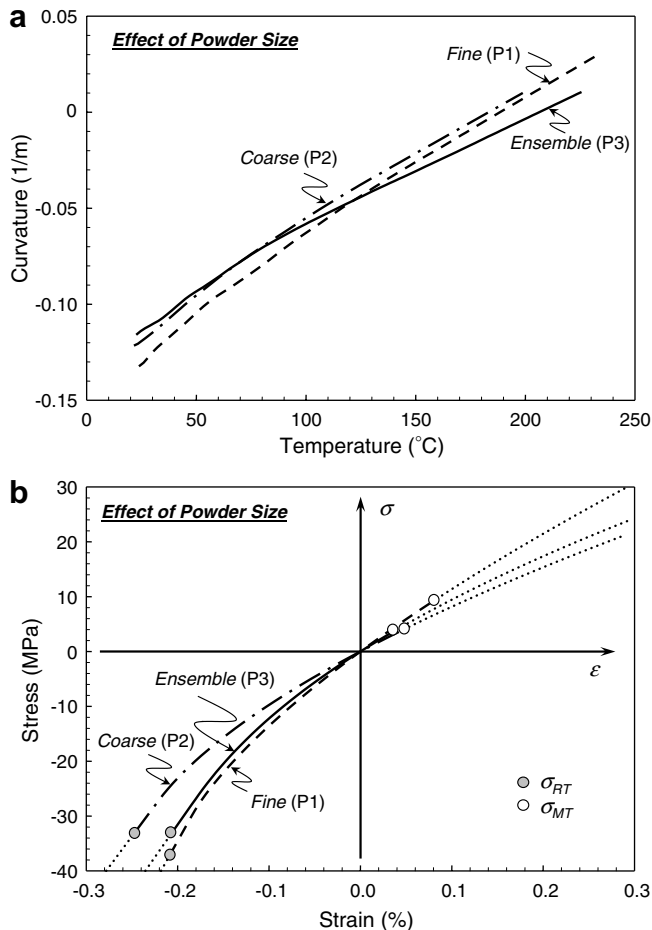 a
Effect of Powder Size
0.05
0
-0.05
-0.10
-0.15
Curvature (1/m)
Fine (P1)
Coarse (P2)
Ensemble (P3)
0 50 100 150 200 250
Temperature (°C)
b
Effect of Powder Size
30
20
10
0
-10
-20
-30
-40
Stress (MPa)
σ
ε
Ensemble (P3)
Coarse (P2)
Fine (P1)
σRT
σMT
-0.3 -0.2 -0.1 0.0 0.1 0.2 0.3
Strain (%)